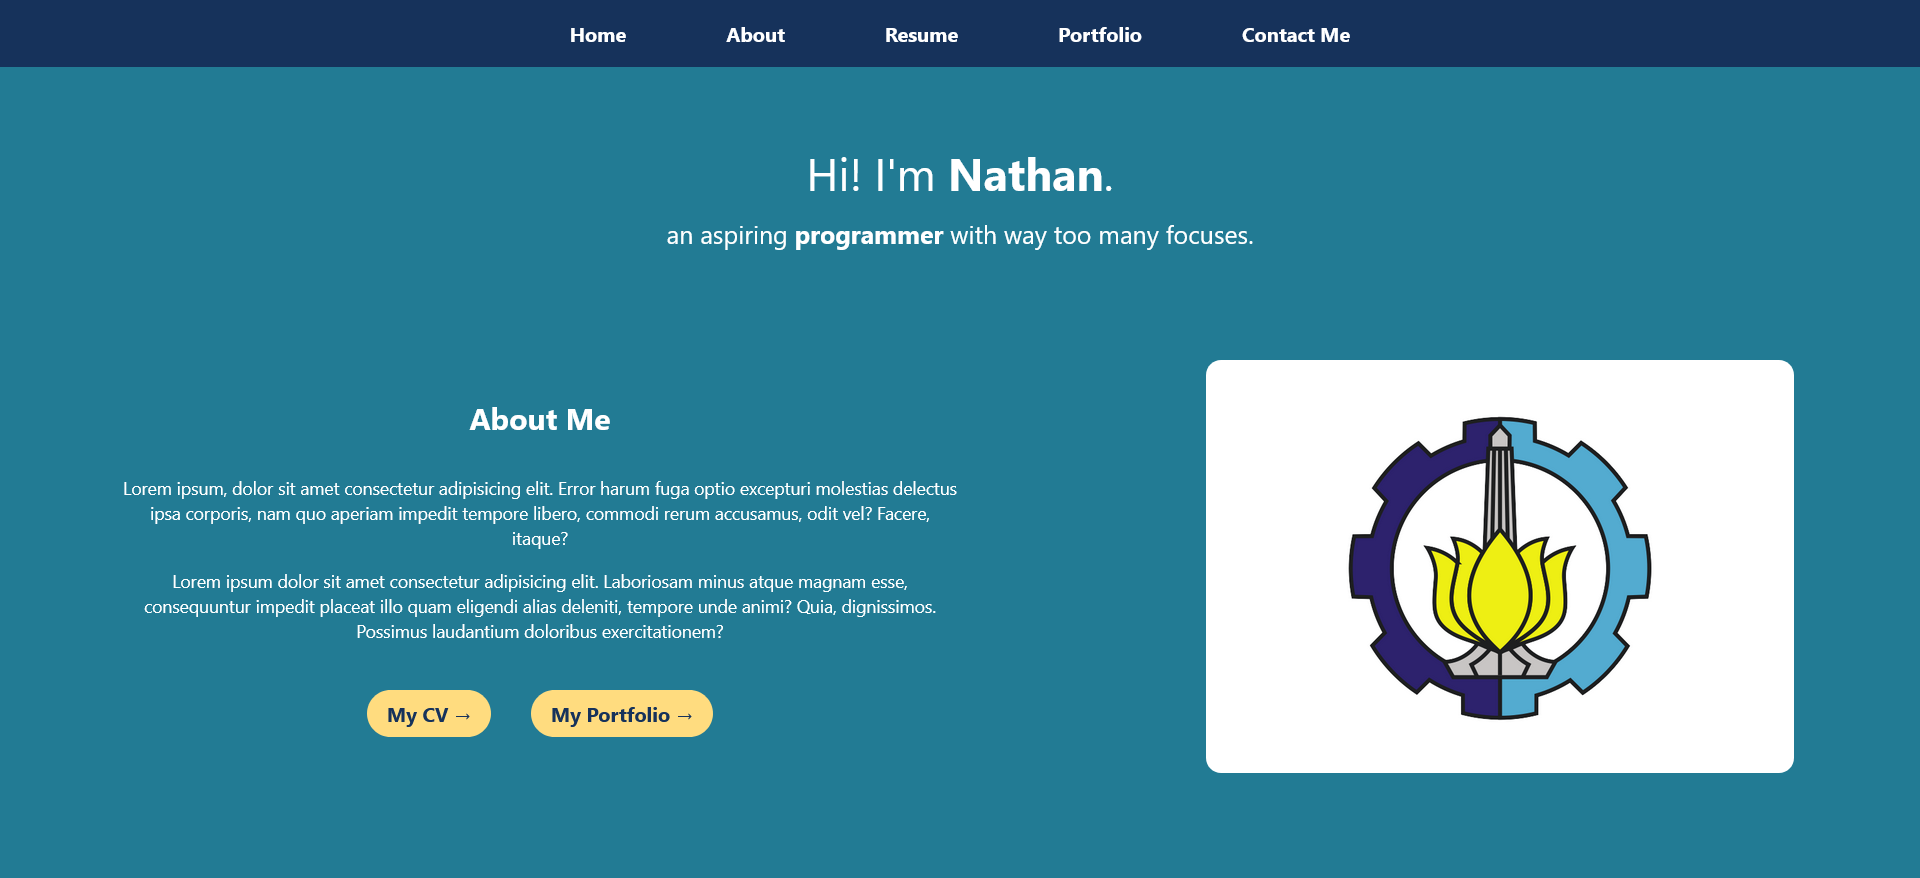 Home About Resume Portfolio Contact Me
Hi! I'm Nathan.
an aspiring programmer with way too many focuses.
About Me
Lorem ipsum, dolor sit amet consectetur adipisicing elit. Error harum fuga optio excepturi molestias delectus
ipsa corporis, nam quo aperiam impedit tempore libero, commodi rerum accusamus, odit vel? Facere,
itaque?
Lorem ipsum dolor sit amet consectetur adipisicing elit. Laboriosam minus atque magnam esse,
consequuntur impedit placeat illo quam eligendi alias deleniti, tempore unde animi? Quia, dignissimos.
Possimus laudantium doloribus exercitationem?
My CV → My Portfolio →